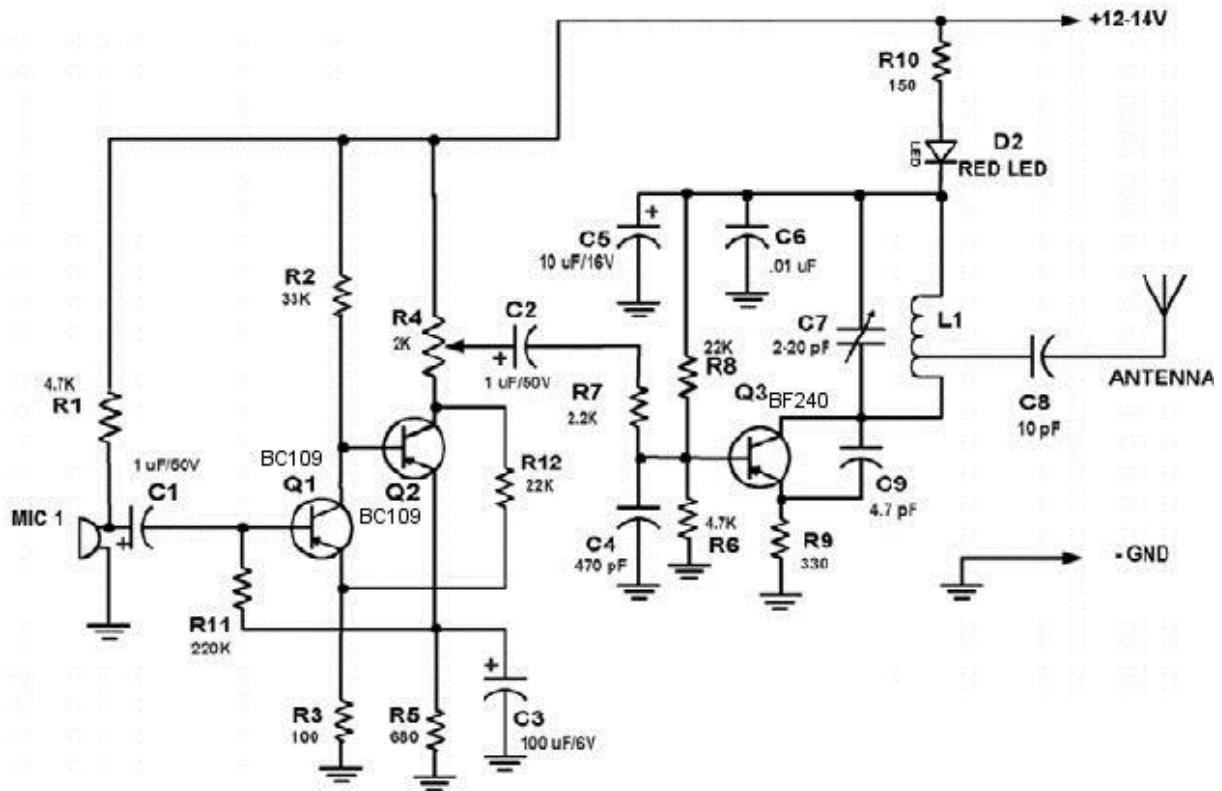 +12-14V
R10
150
LED
D2
RED LED
C5
10 uF/16V
C6
.01 uF
R2
33K
R4
2K
C2
1 uF/50V
C7
2-20 pF
L1
ANTENNA
4.7K
R1
R7
2.2K
22K
R8
Q3
BF240
C8
10 pF
1 uF/50V
C1
BC109
Q1
BC109
Q2
R12
22K
C9
4.7 pF
MIC 1
C4
470 pF
4.7K
R6
R9
330
- GND
R11
220K
R3
100
R5
680
C3
100 uF/6V
+
+
+
+